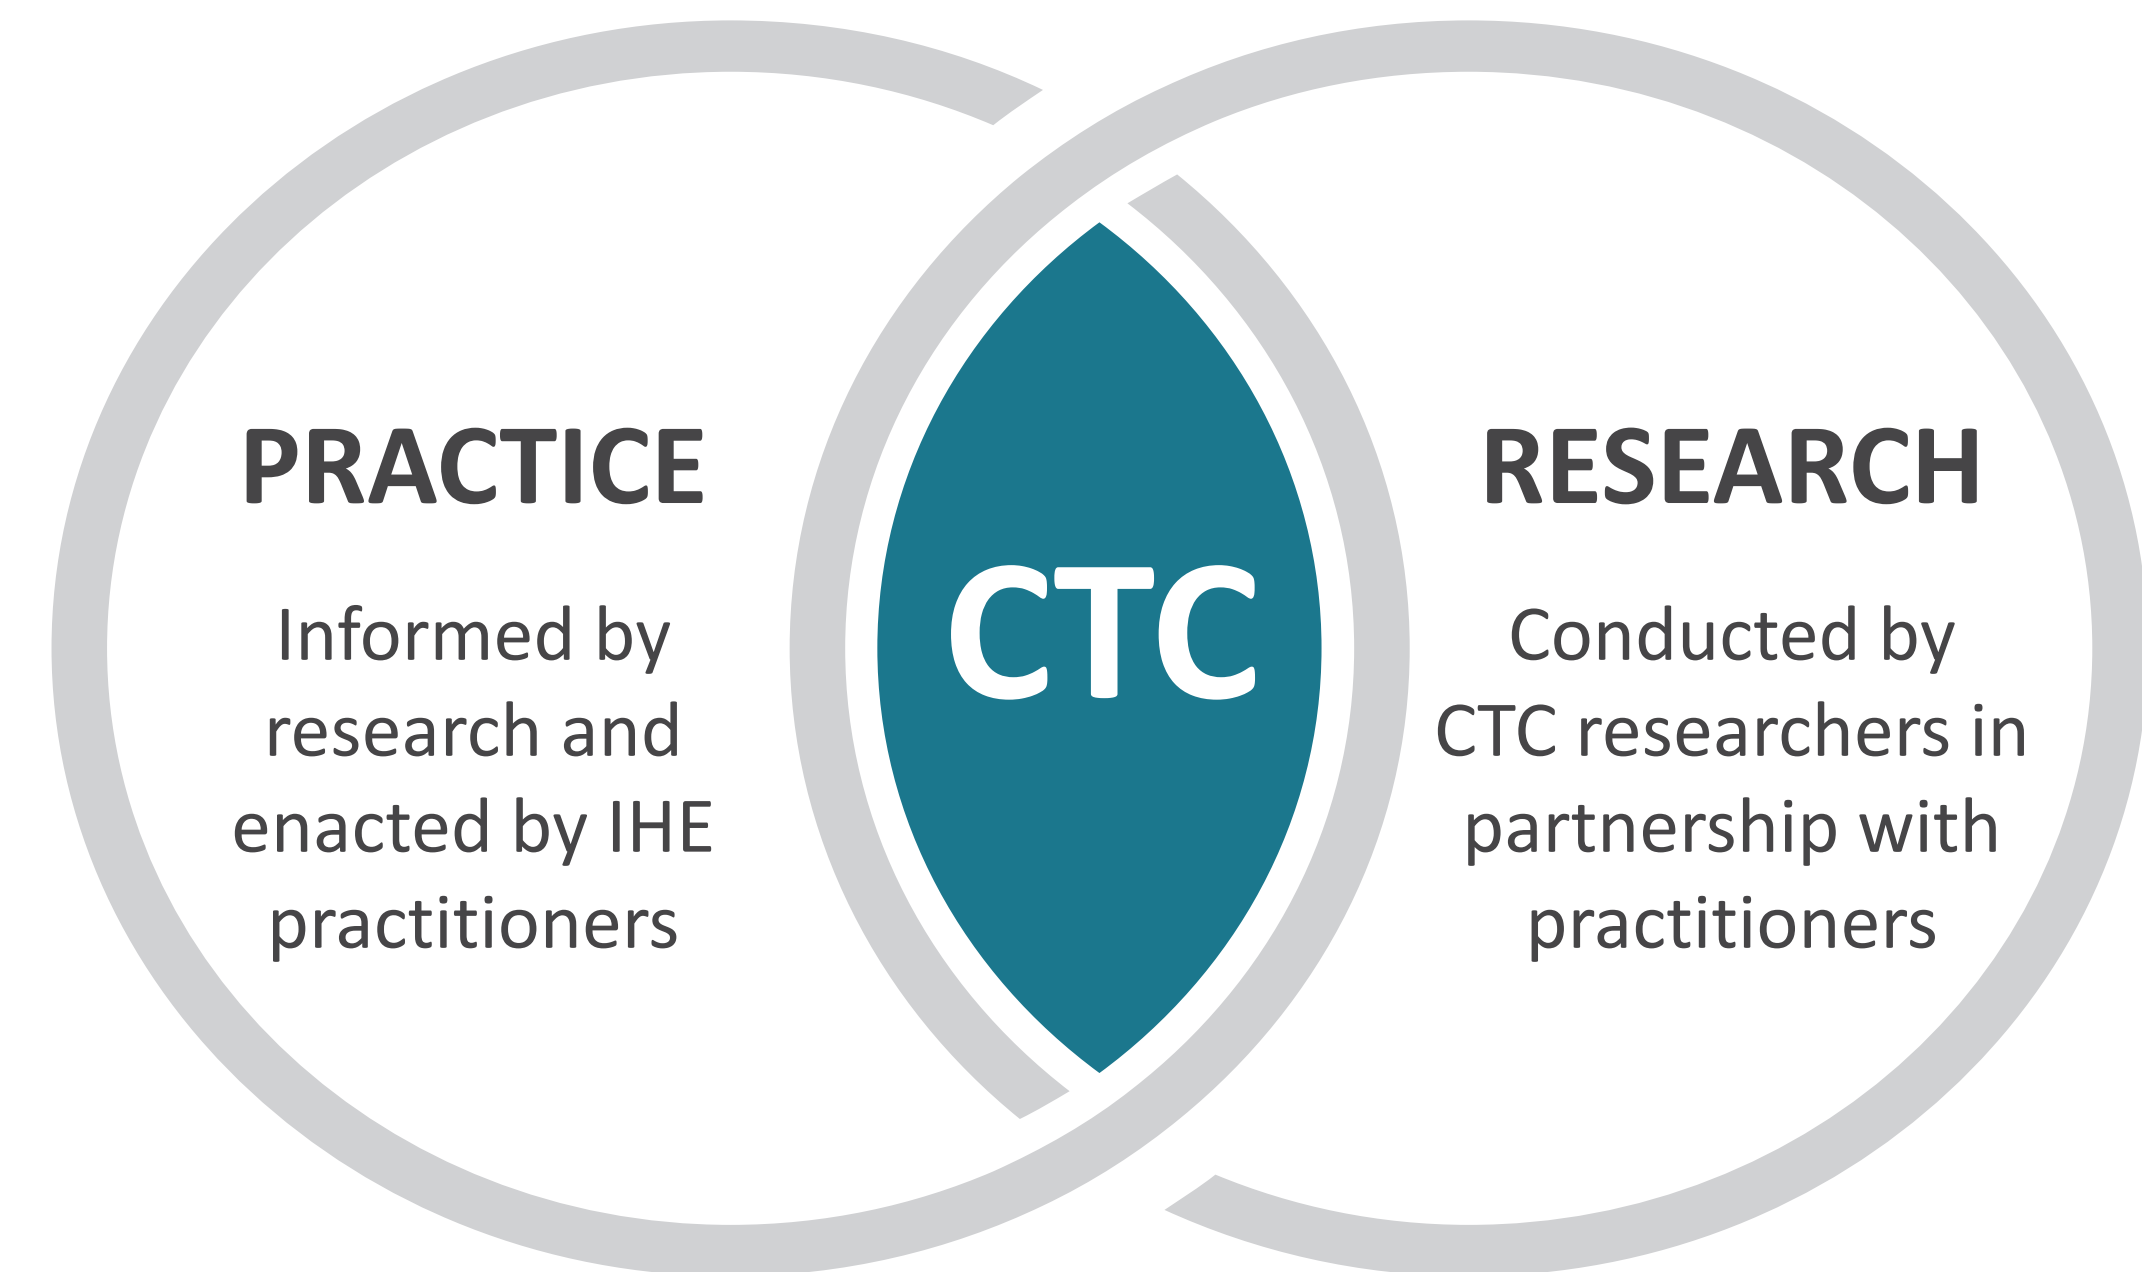 PRACTICE
Informed by
research and
enacted by IHE
practitioners
CTC
RESEARCH
Conducted by
CTC researchers in
partnership with
practitioners